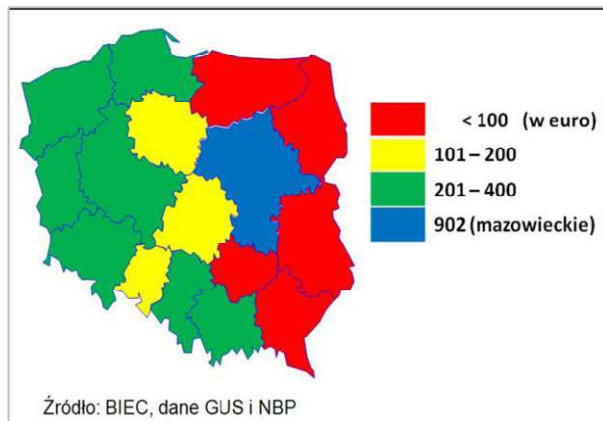 < 100 (w euro)
101 – 200
201 – 400
902 (mazowieckie)
Źródło: BIEC, dane GUS i NBP